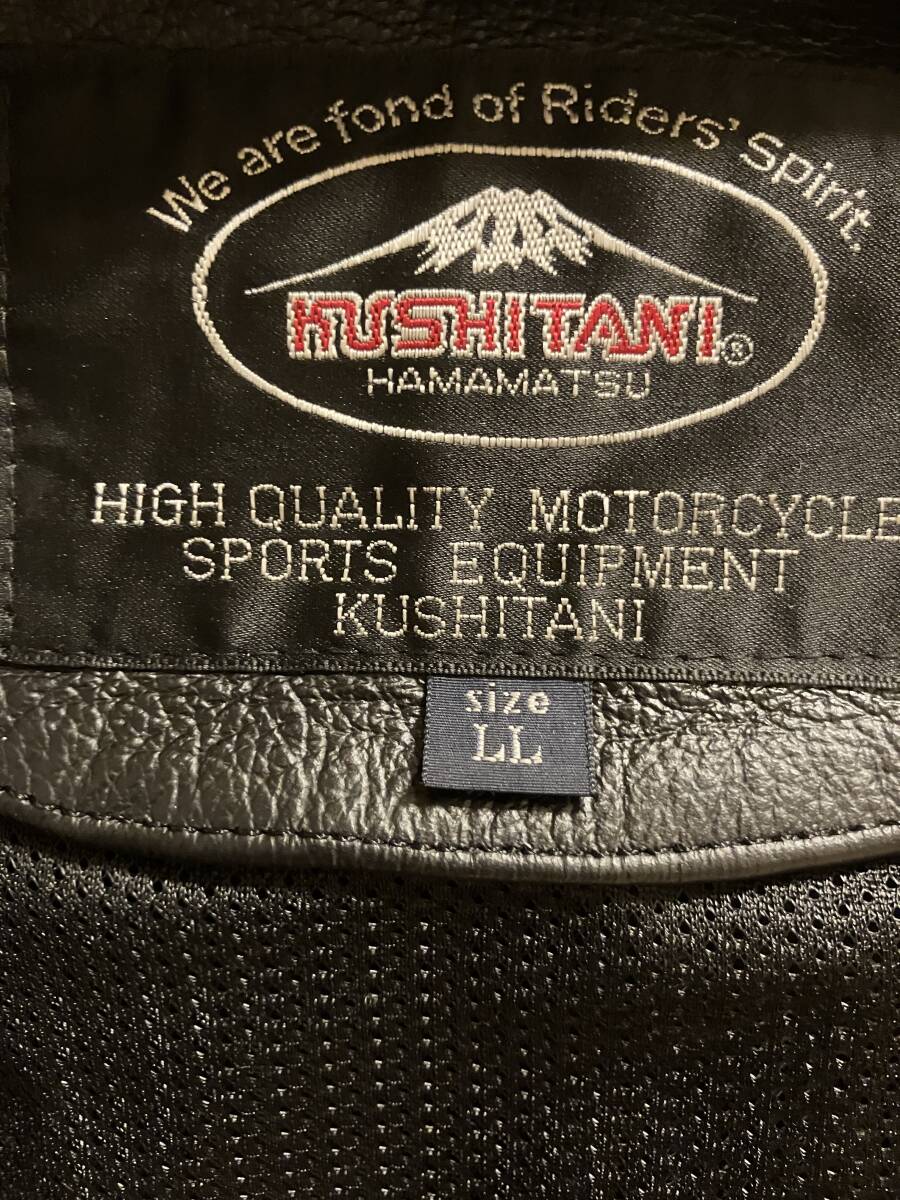 We are fond of Riders' Spirit.
KUSHITANI®
HAMAMATSU
HIGH QUALITY MOTORCYCLE
SPORTS EQUIPMENT
KUSHITANI
size
LL